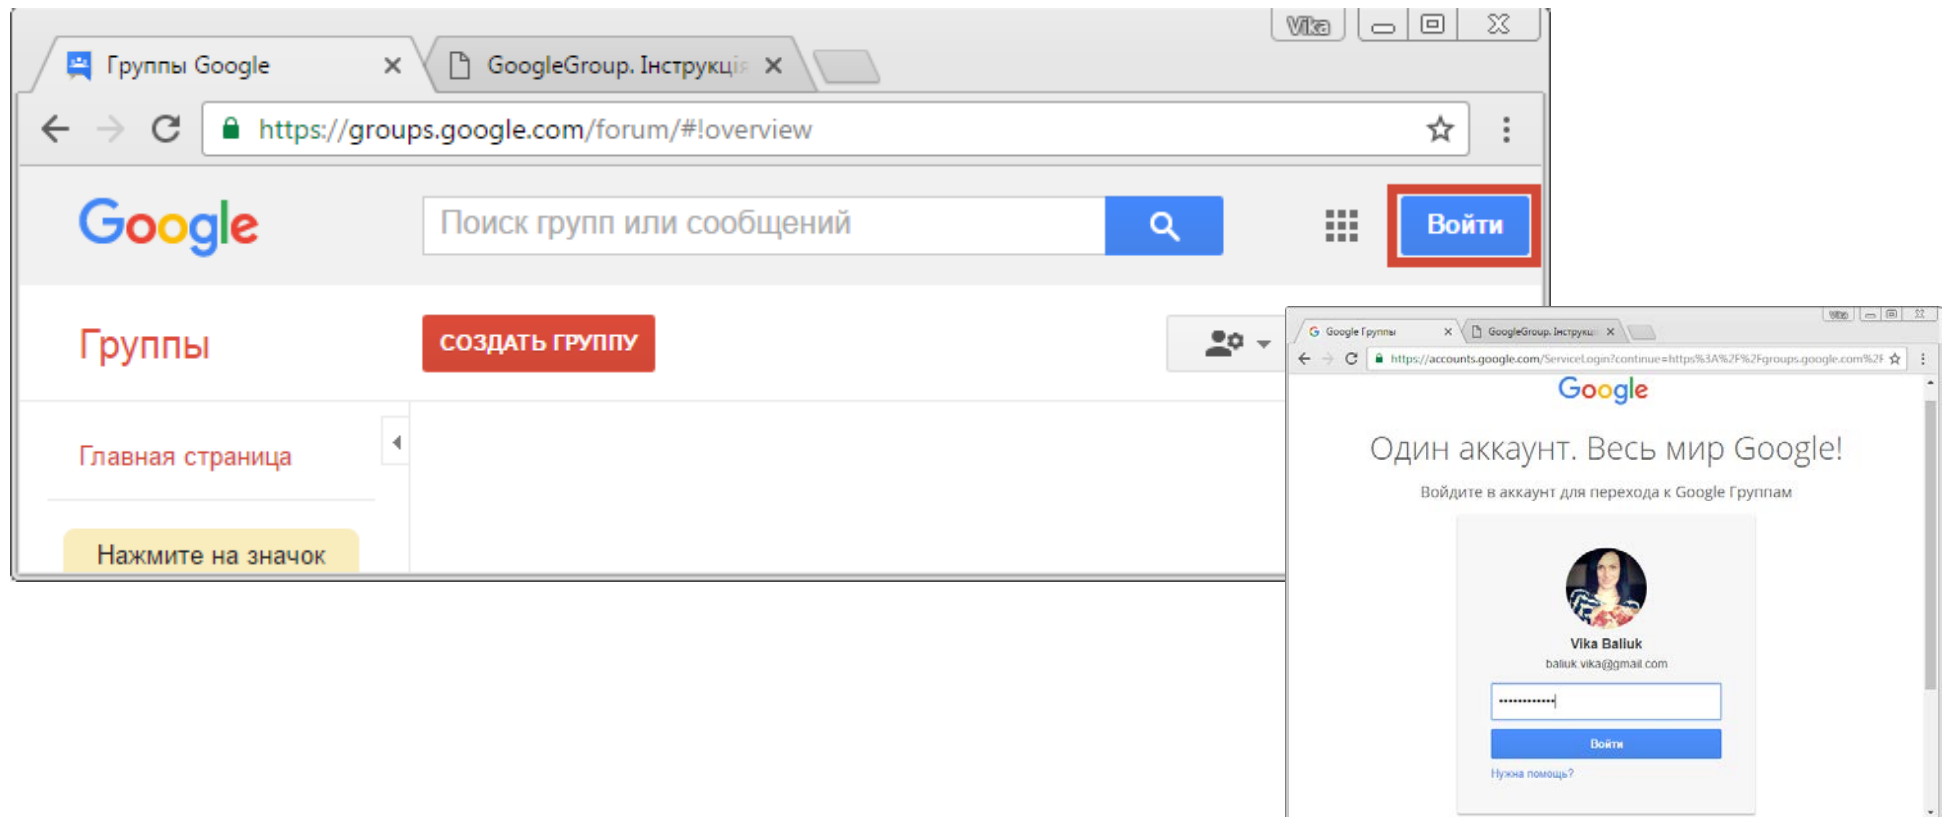 Vika
Группы Google
GoogleGroup. Інструкція
https://groups.google.com/forum/#!overview
Google
Поиск групп или сообщений
Войти
Группы
СОЗДАТЬ ГРУППУ
Главная страница
Нажмите на значок
Vika
Google Группы
GoogleGroup. Інструкц
https://accounts.google.com/ServiceLogin?continue=https%3A%2F%2Fgroups.google.com%2F
Google
Один аккаунт. Весь мир Google!
Войдите в аккаунт для перехода к Google Группам
Vika Baliuk
baliuk.vika@gmail.com
Войти
Нужна помощь?